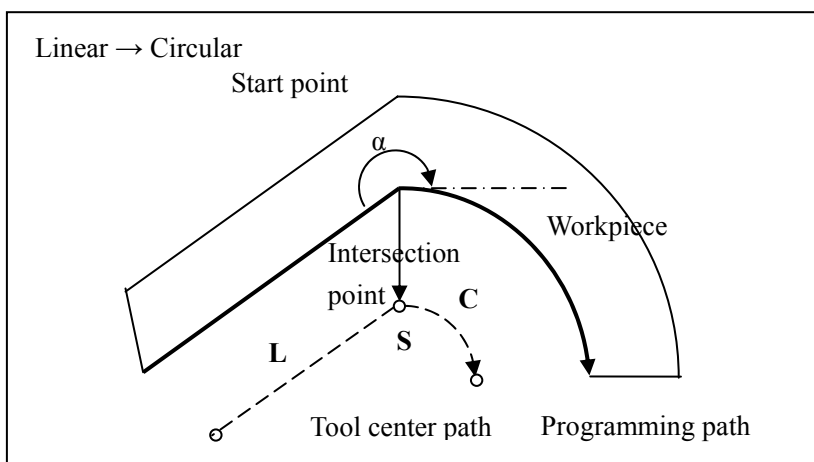 Linear → Circular
Start point
α
Workpiece
Intersection
point
C
S
L
Tool center path
Programming path